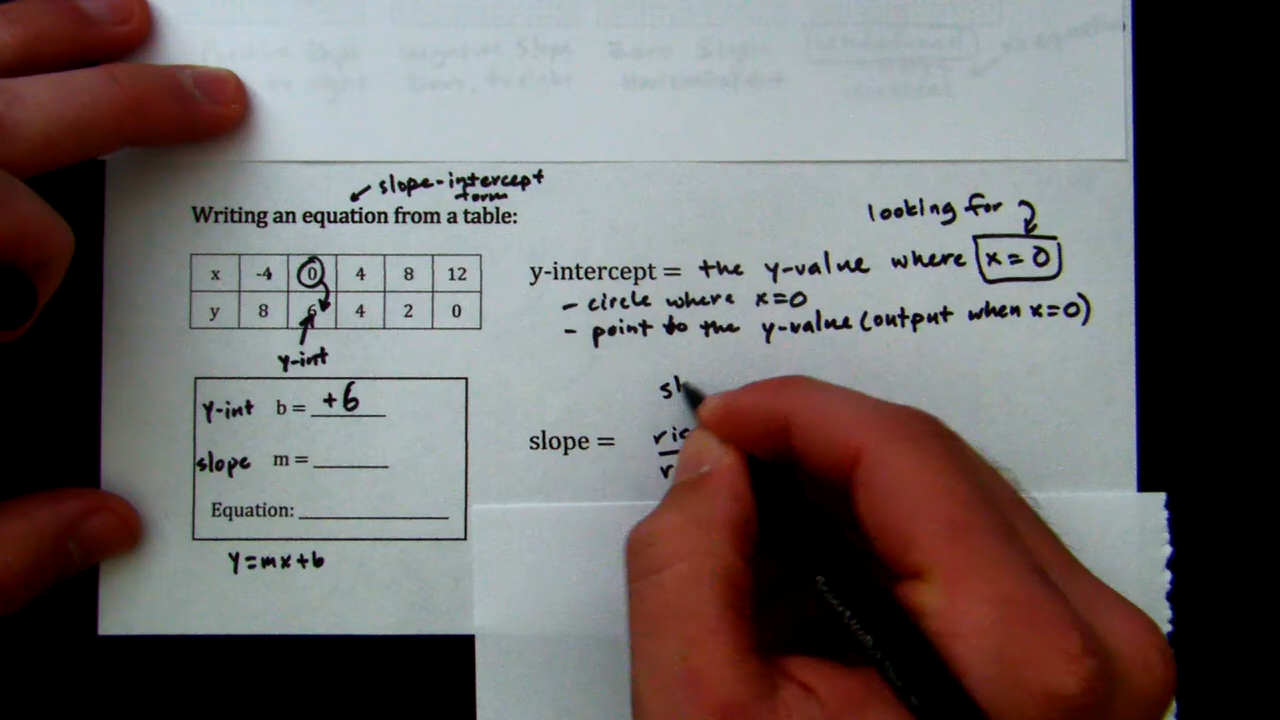 slope-intercept
form
Writing an equation from a table:
x -4 0 4 8 12
y 8 6 4 2 0
y-int
y-int b = +6
slope m = ______
Equation: ______________
y=mx+b
looking for
y-intercept = the y-value where x=0
- circle where x=0
- point to the y-value (output when x=0)
slope =